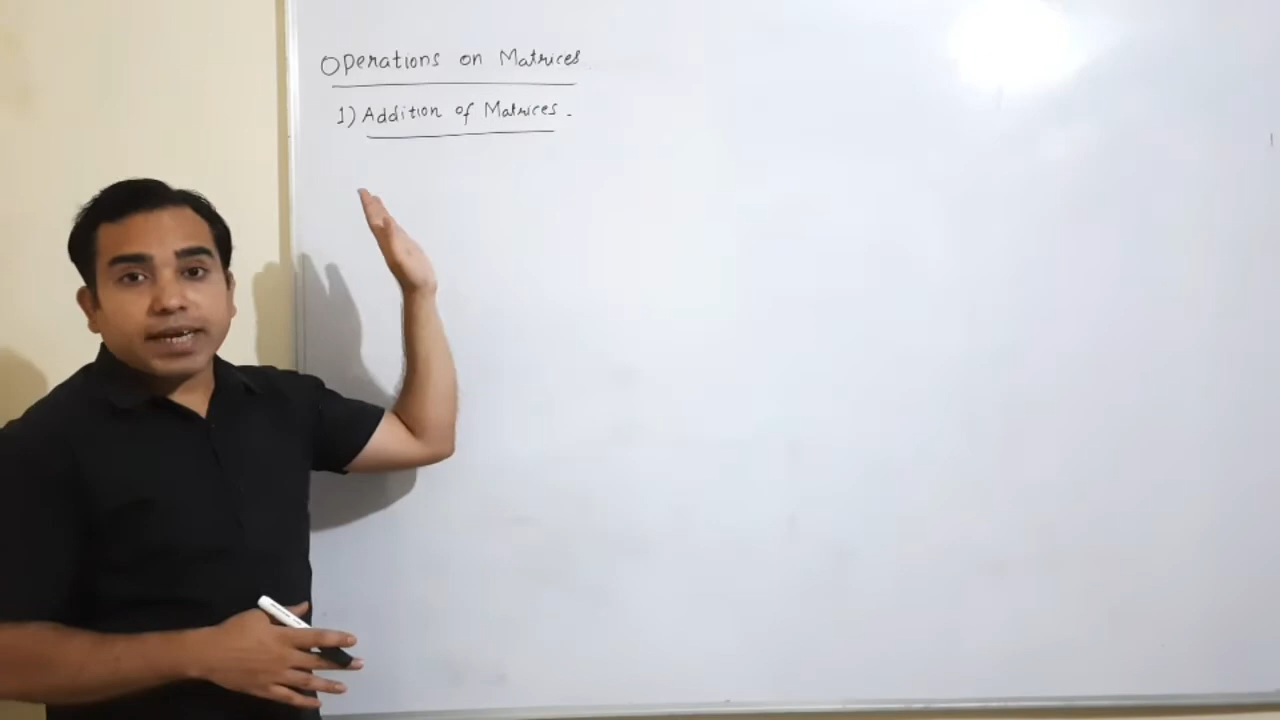 Operations on Matrices
1) Addition of Matrices.